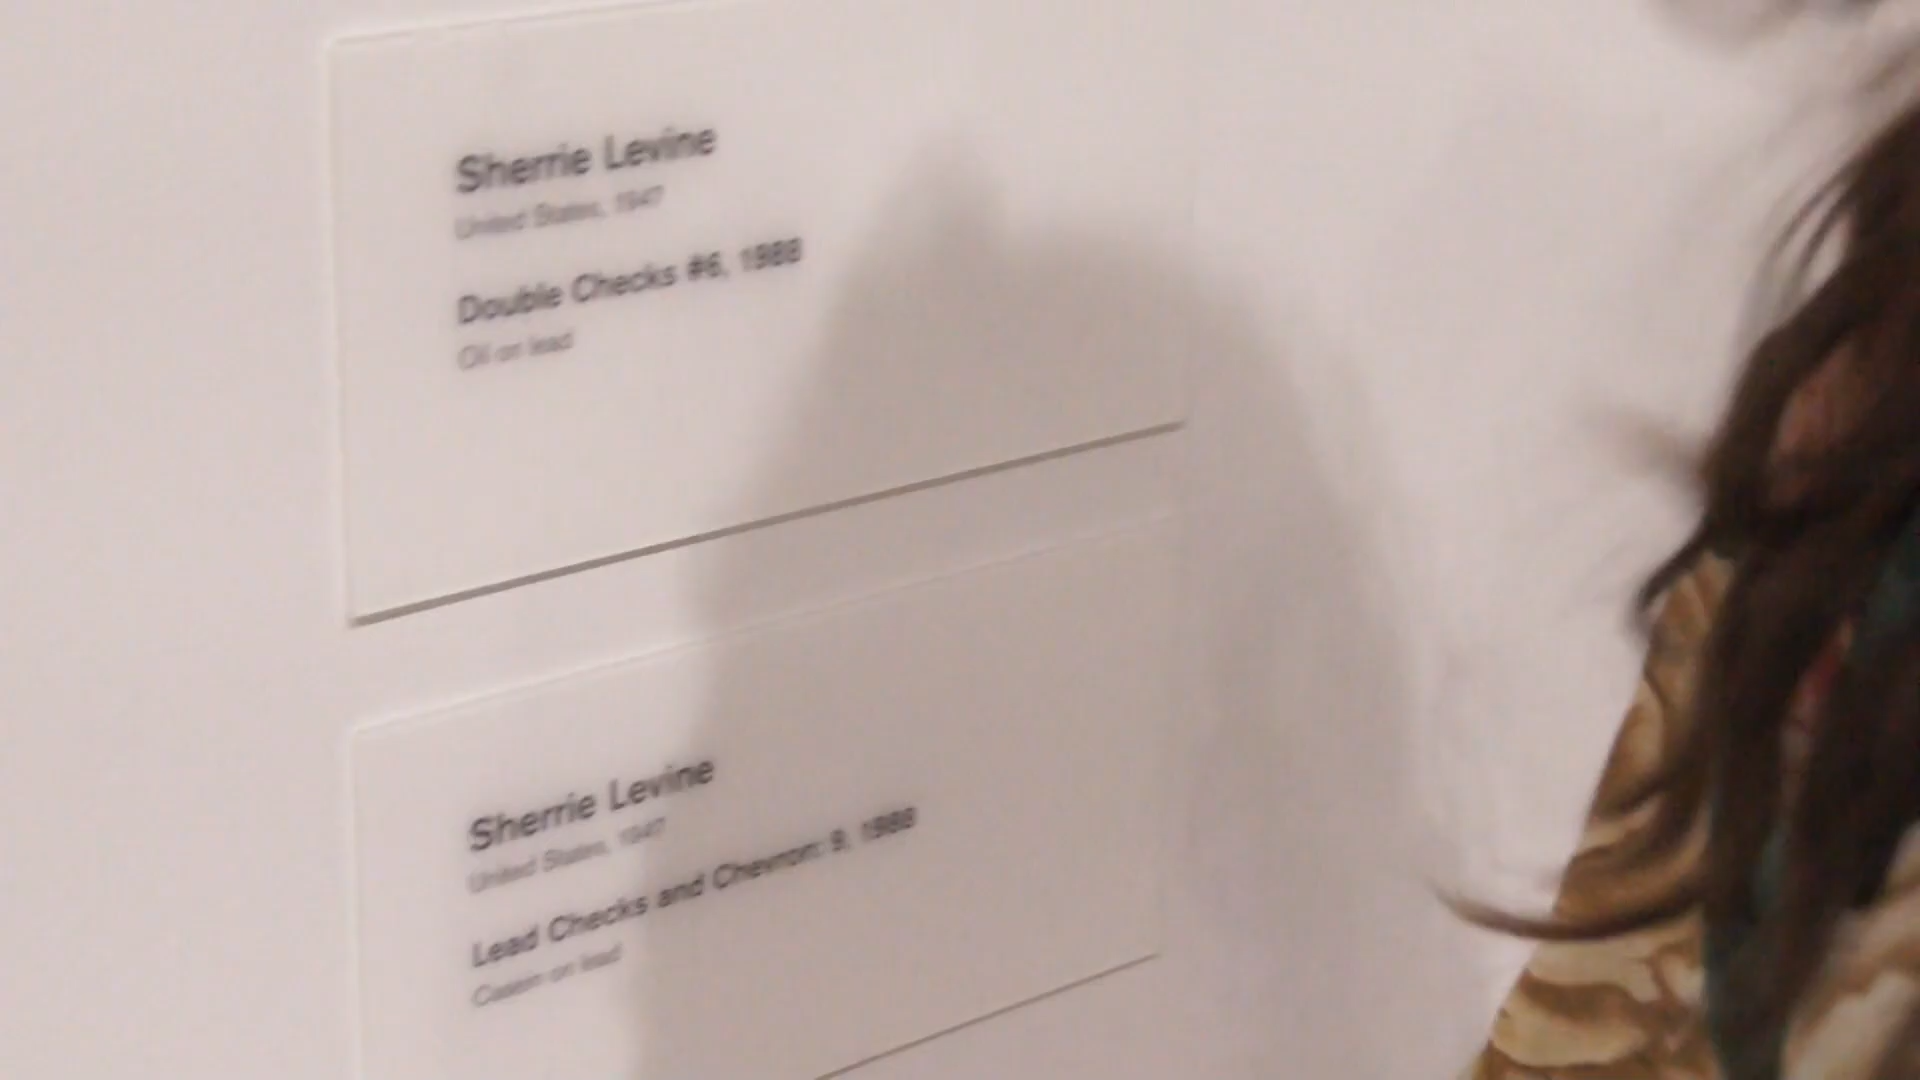 Sherrie Levine
United States, 1947
Double Checks #6, 1988
Oil on lead
Sherrie Levine
United States, 1947
Lead Checks and Chevron: 9, 1988
Casein on lead